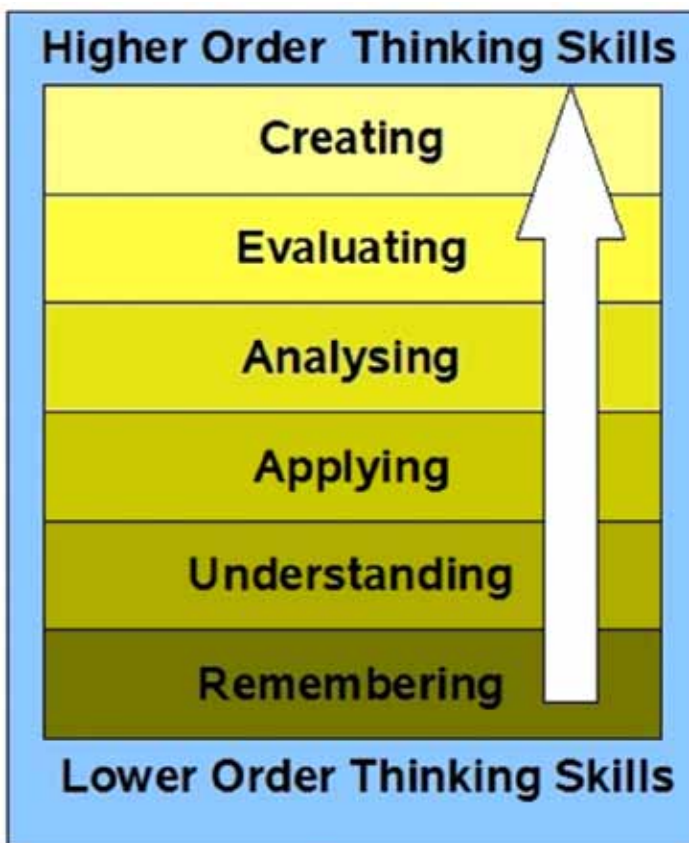 Higher Order Thinking Skills
Creating
Evaluating
Analysing
Applying
Understanding
Remembering
Lower Order Thinking Skills